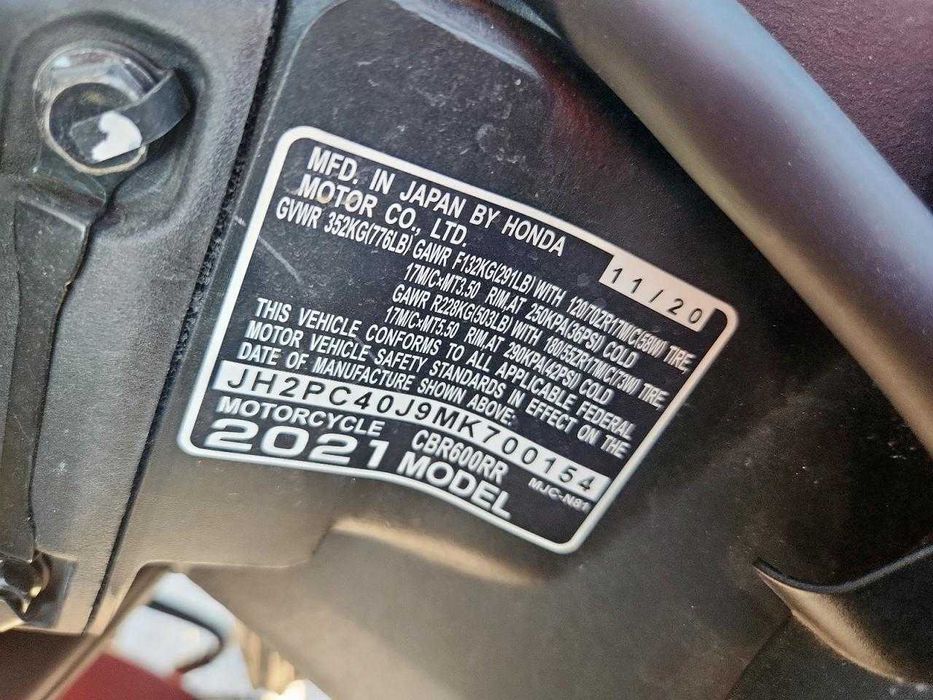 MFD. IN JAPAN BY HONDA
MOTOR CO., LTD.
11/20
GVWR 352KG(776LB) GAWR F132KG(291LB) WITH 120/70ZR17M/C(58W) TIRE
17M/C×MT3.50 RIM.AT 250KPA(36PSI) COLD
GAWR R228KG(503LB) WITH 180/55ZR17M/C(73W) TIRE,
17M/C×MT5.50 RIM.AT 290KPA(42PSI) COLD
THIS VEHICLE CONFORMS TO ALL APPLICABLE FEDERAL
MOTOR VEHICLE SAFETY STANDARDS IN EFFECT ON THE
DATE OF MANUFACTURE SHOWN ABOVE:
JH2PC40J9MK700154
MOTORCYCLE CBR600RR MJC-N81
2021 MODEL